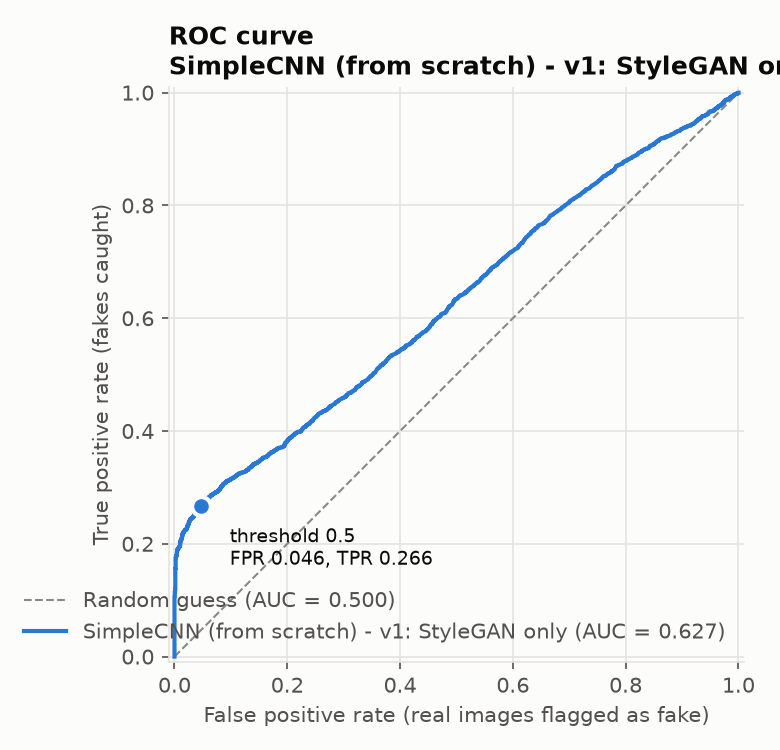 ROC curve
SimpleCNN (from scratch) - v1: StyleGAN
1.0
0.8
0.6
0.4
0.2
0.0
True positive rate (fakes caught)
threshold 0.5
FPR 0.046, TPR 0.266
Random guess (AUC = 0.500)
SimpleCNN (from scratch) - v1: StyleGAN only (AUC = 0.627)
0.0 0.2 0.4 0.6 0.8 1.0
False positive rate (real images flagged as fake)